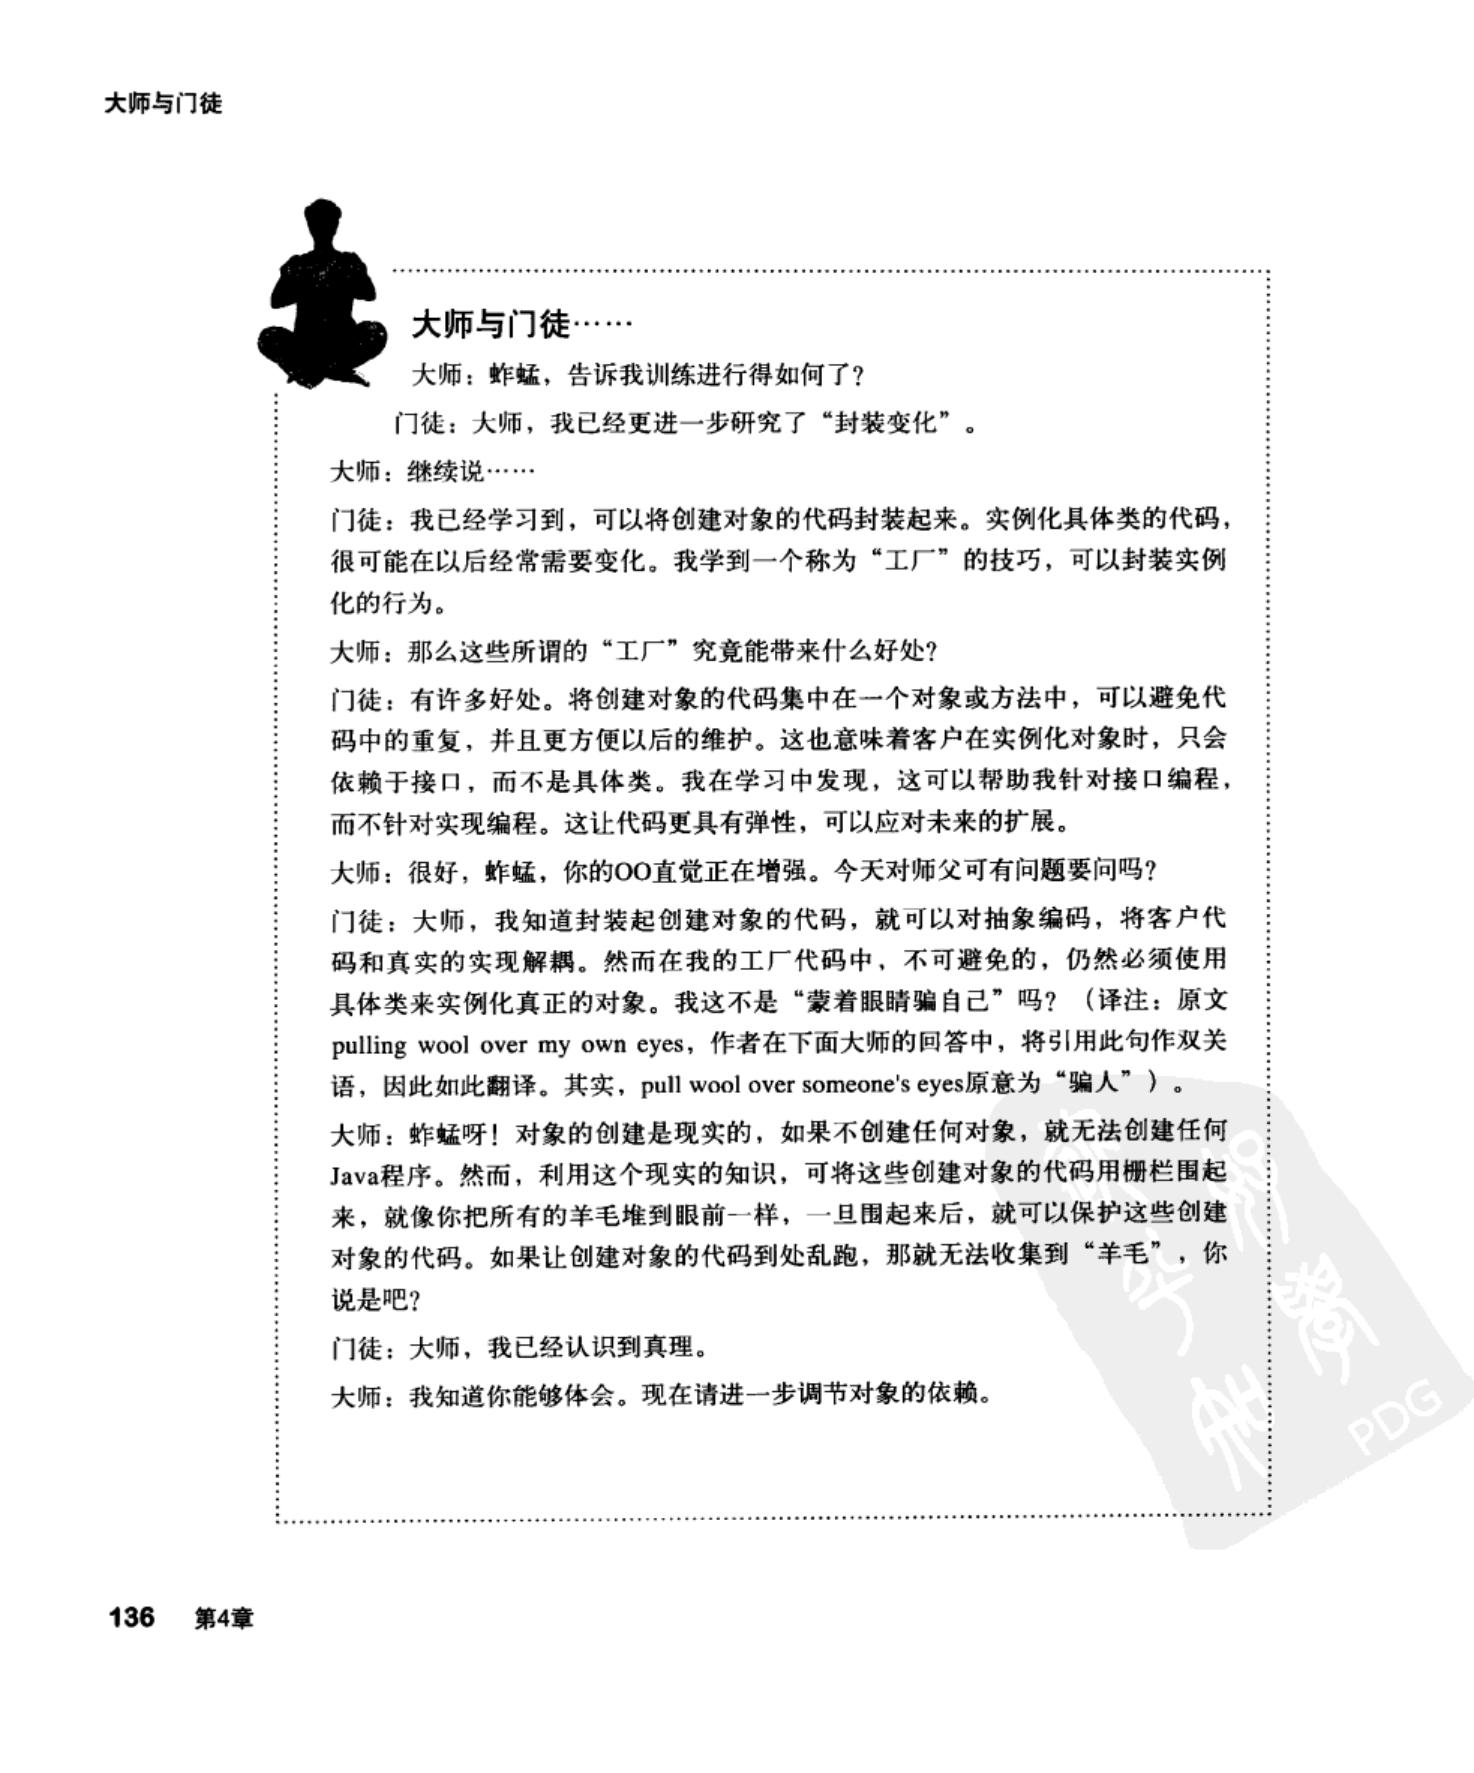 大师与门徒
大师与门徒……
大师：蚱蜢，告诉我训练进行得如何了？
门徒：大师，我已经更进一步研究了“封装变化”。
大师：继续说……
门徒：我已经学习到，可以将创建对象的代码封装起来。实例化具体类的代码，
很可能在以后经常需要变化。我学到一个称为“工厂”的技巧，可以封装实例
化的行为。
大师：那么这些所谓的“工厂”究竟能带来什么好处？
门徒：有许多好处。将创建对象的代码集中在一个对象或方法中，可以避免代
码中的重复，并且更方便以后的维护。这也意味着客户在实例化对象时，只会
依赖于接口，而不是具体类。我在学习中发现，这可以帮助我针对接口编程，
而不针对实现编程。这让代码更具有弹性，可以应对未来的扩展。
大师：很好，蚱蜢，你的OO直觉正在增强。今天对师父可有问题要问吗？
门徒：大师，我知道封装起创建对象的代码，就可以对抽象编码，将客户代
码和真实的实现解耦。然而在我的工厂代码中，不可避免的，仍然必须使用
具体类来实例化真正的对象。我这不是“蒙着眼睛骗自己”吗？（译注：原文
pulling wool over my own eyes，作者在下面大师的回答中，将引用此句作双关
语，因此如此翻译。其实，pull wool over someone's eyes原意为“骗人”）。
大师：蚱蜢呀！对象的创建是现实的，如果不创建任何对象，就无法创建任何
Java程序。然而，利用这个现实的知识，可将这些创建对象的代码用栅栏围起
来，就像你把所有的羊毛堆到眼前一样，一旦围起来后，就可以保护这些创建
对象的代码。如果让创建对象的代码到处乱跑，那就无法收集到“羊毛”，你
说是吧？
门徒：大师，我已经认识到真理。
大师：我知道你能够体会。现在请进一步调节对象的依赖。
PDG
136 第4章